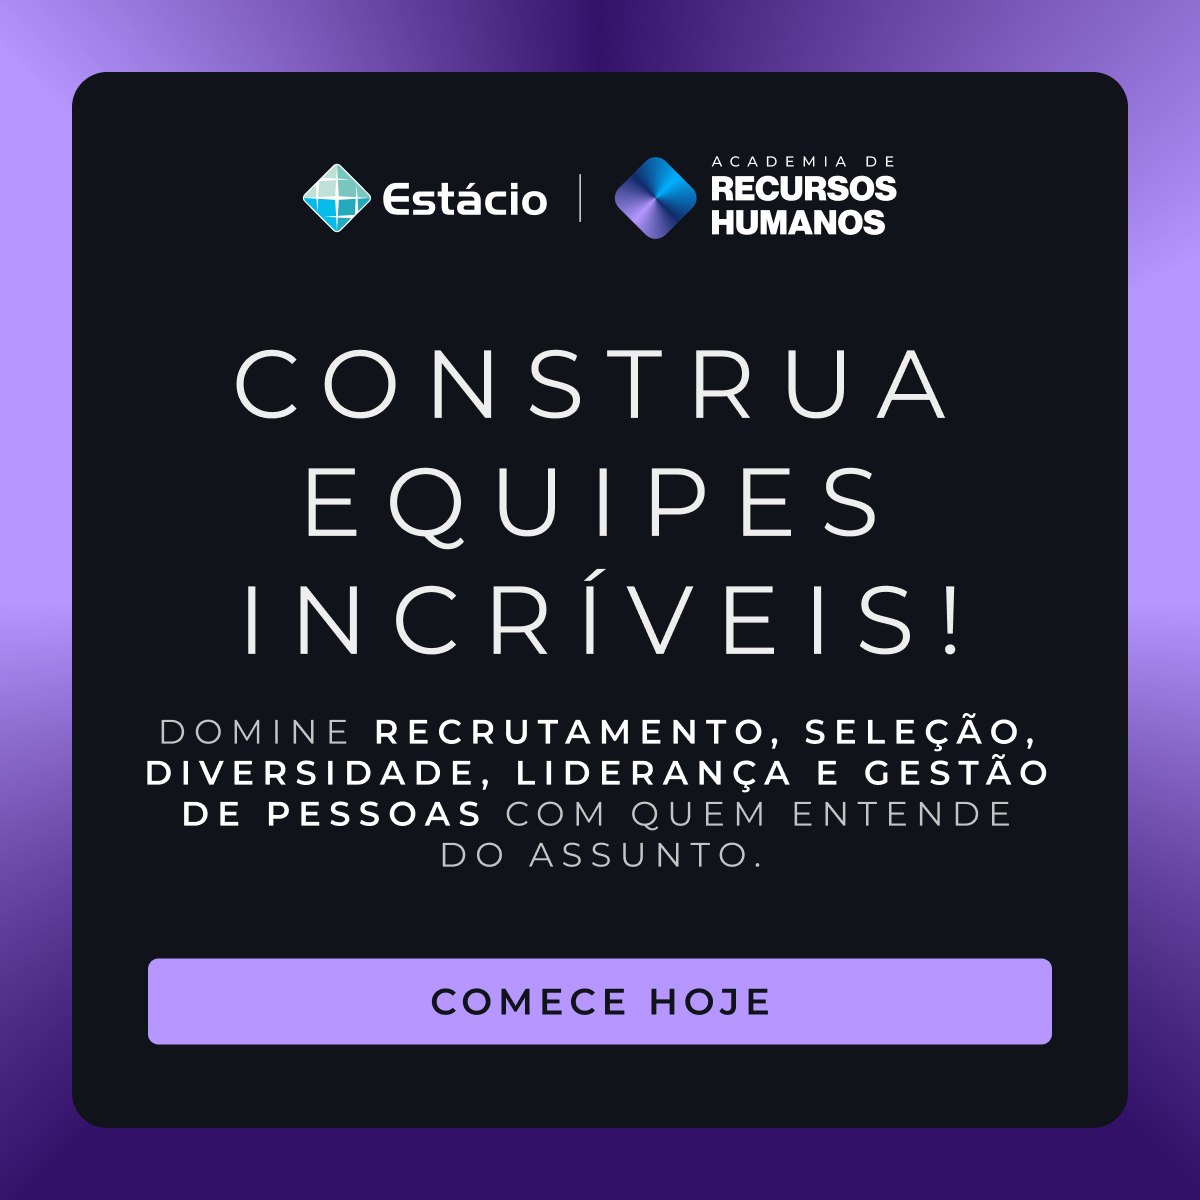 Estácio
ACADEMIA DE
RECURSOS
HUMANOS
CONSTRUA
EQUIPES
INCRÍVEIS!
DOMINE RECRUTAMENTO, SELEÇÃO,
DIVERSIDADE, LIDERANÇA E GESTÃO
DE PESSOAS COM QUEM ENTENDE
DO ASSUNTO.
COMECE HOJE